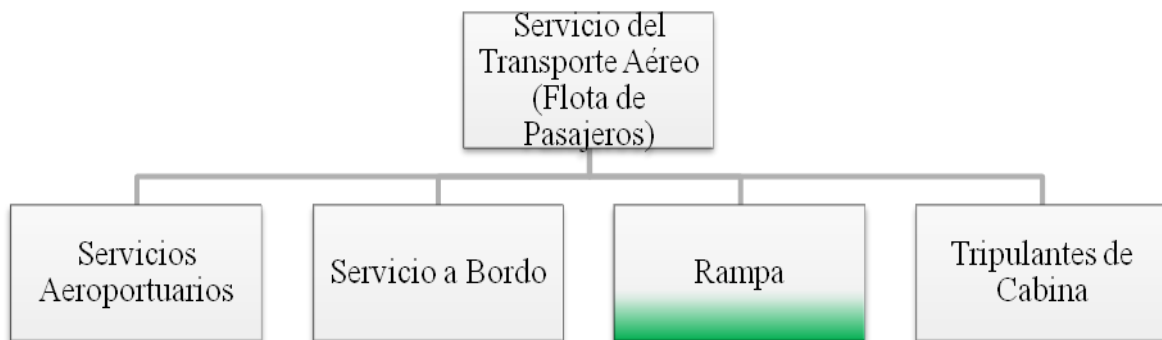 Servicio del
Transporte Aéreo
(Flota de
Pasajeros)
Servicios
Aeroportuarios
Servicio a Bordo
Rampa
Tripulantes de
Cabina